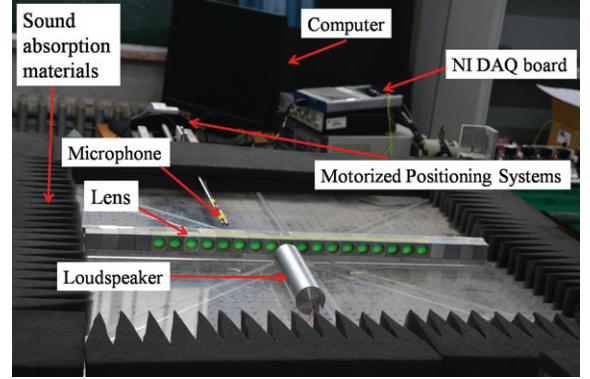 Sound
absorption
materials
Computer
NI DAQ board
Microphone
Motorized Positioning Systems
Lens
Loudspeaker